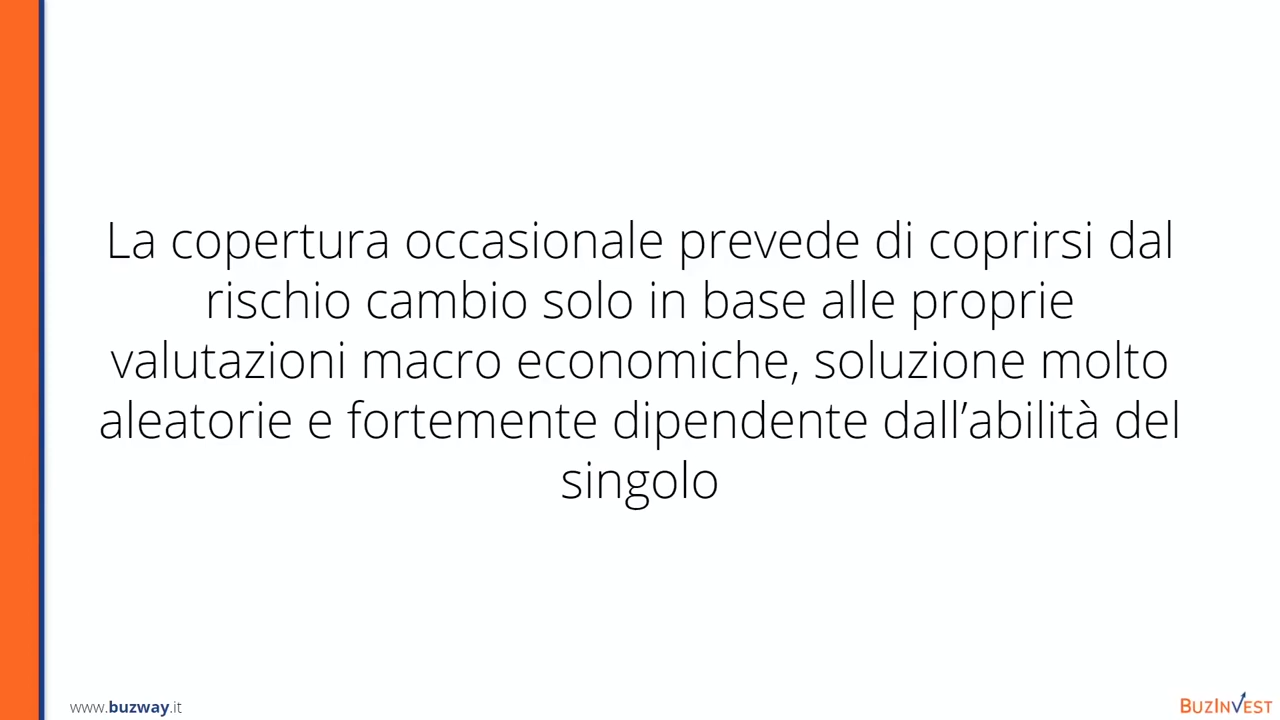 La copertura occasionale prevede di coprirsi dal
rischio cambio solo in base alle proprie
valutazioni macro economiche, soluzione molto
aleatorie e fortemente dipendente dall’abilità del
singolo
www.buzway.it
BUZINVEST